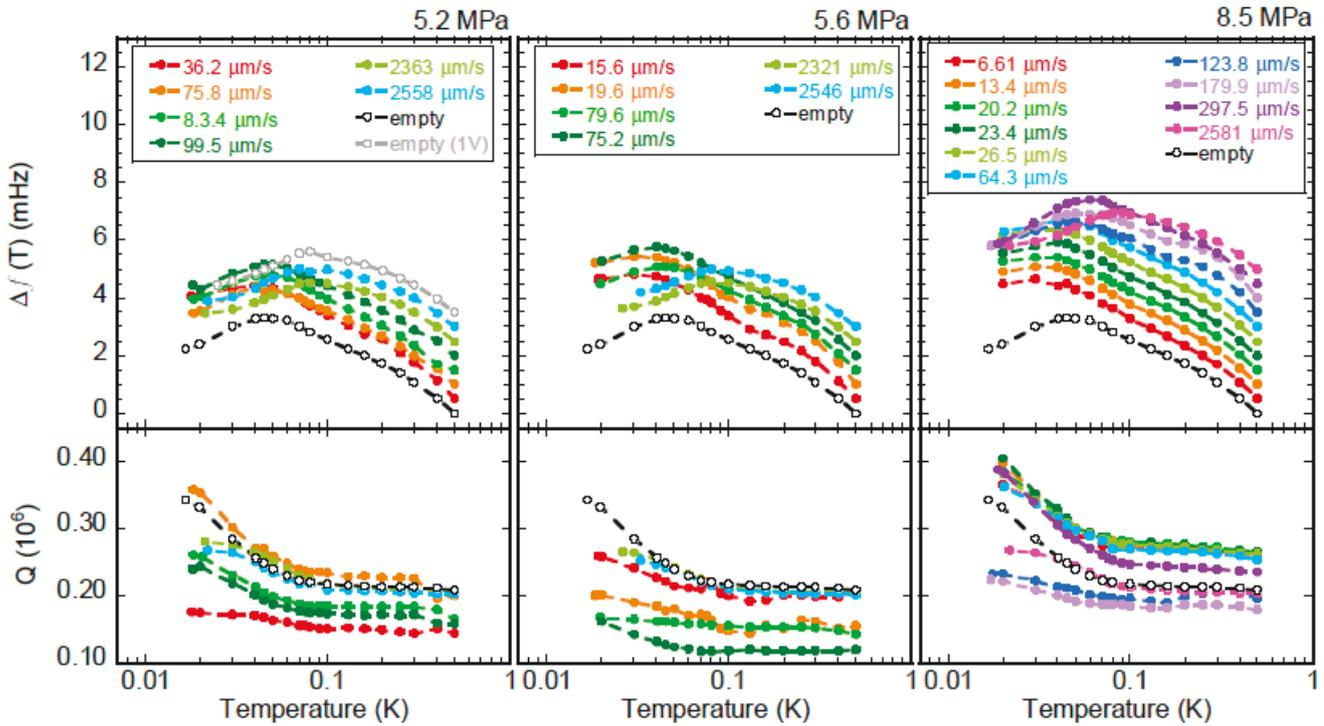 5.2 MPa
5.6 MPa
8.5 MPa
12
10
8
6
4
2
0
Δf (T) (mHz)
36.2 μm/s
75.8 μm/s
8.3.4 μm/s
99.5 μm/s
2363 μm/s
2558 μm/s
empty
empty (1V)
15.6 μm/s
19.6 μm/s
79.6 μm/s
75.2 μm/s
2321 μm/s
2546 μm/s
empty
6.61 μm/s
13.4 μm/s
20.2 μm/s
23.4 μm/s
26.5 μm/s
64.3 μm/s
123.8 μm/s
179.9 μm/s
297.5 μm/s
2581 μm/s
empty
0.40
0.30
0.20
0.10
Q (10⁶)
0.01
0.1
1
0.01
0.1
1
0.01
0.1
1
Temperature (K)
Temperature (K)
Temperature (K)